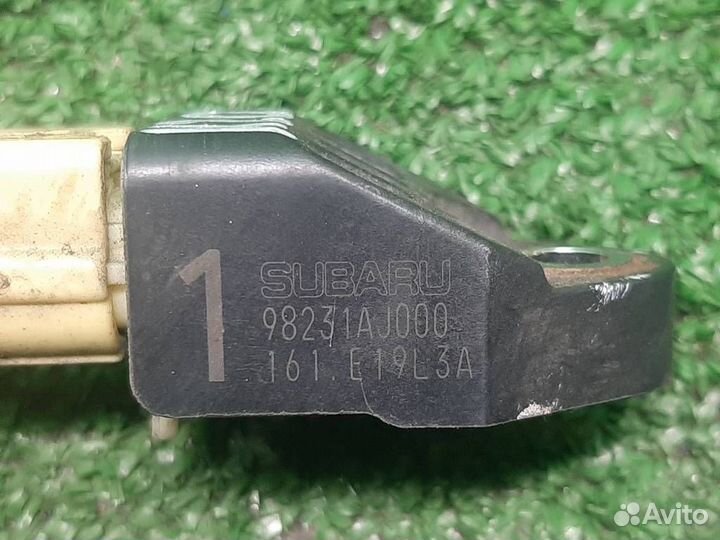 1
SUBARU
98231AJ000
161.E19L3A
Avito